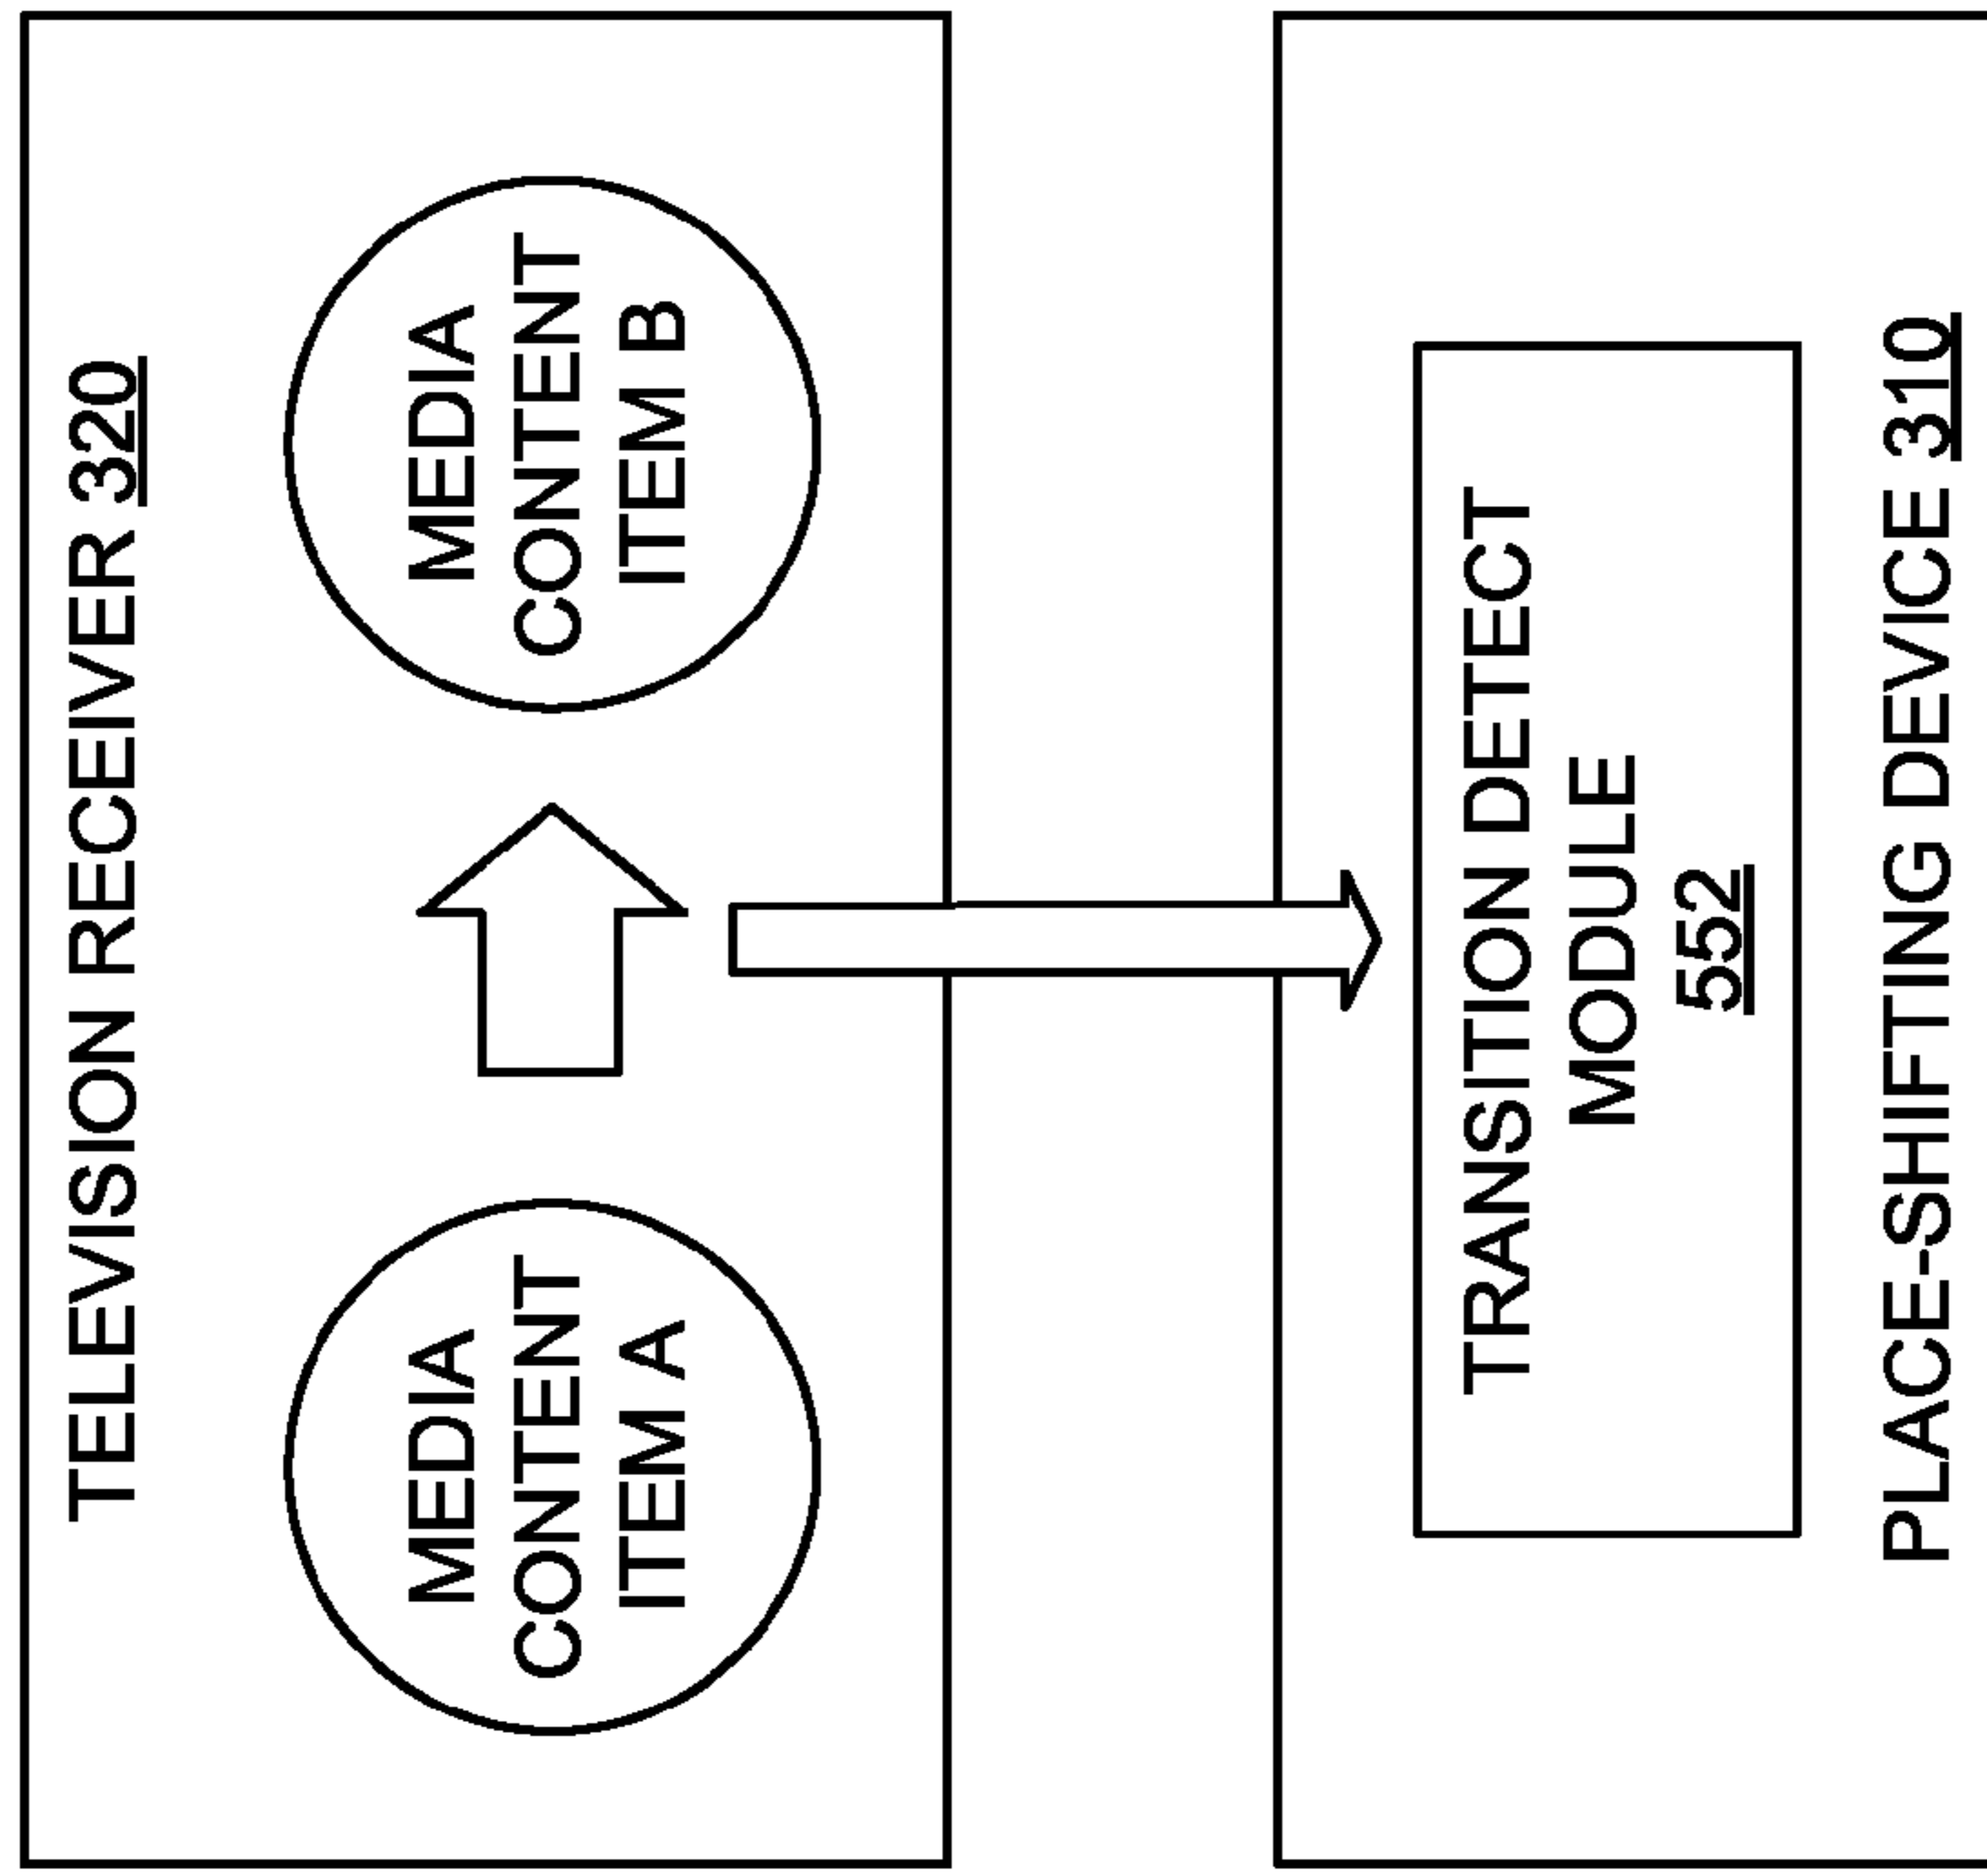 TELEVISION RECEIVER 320
MEDIA
CONTENT
ITEM A
MEDIA
CONTENT
ITEM B
TRANSITION DETECT
MODULE
552
PLACE-SHIFTING DEVICE 310